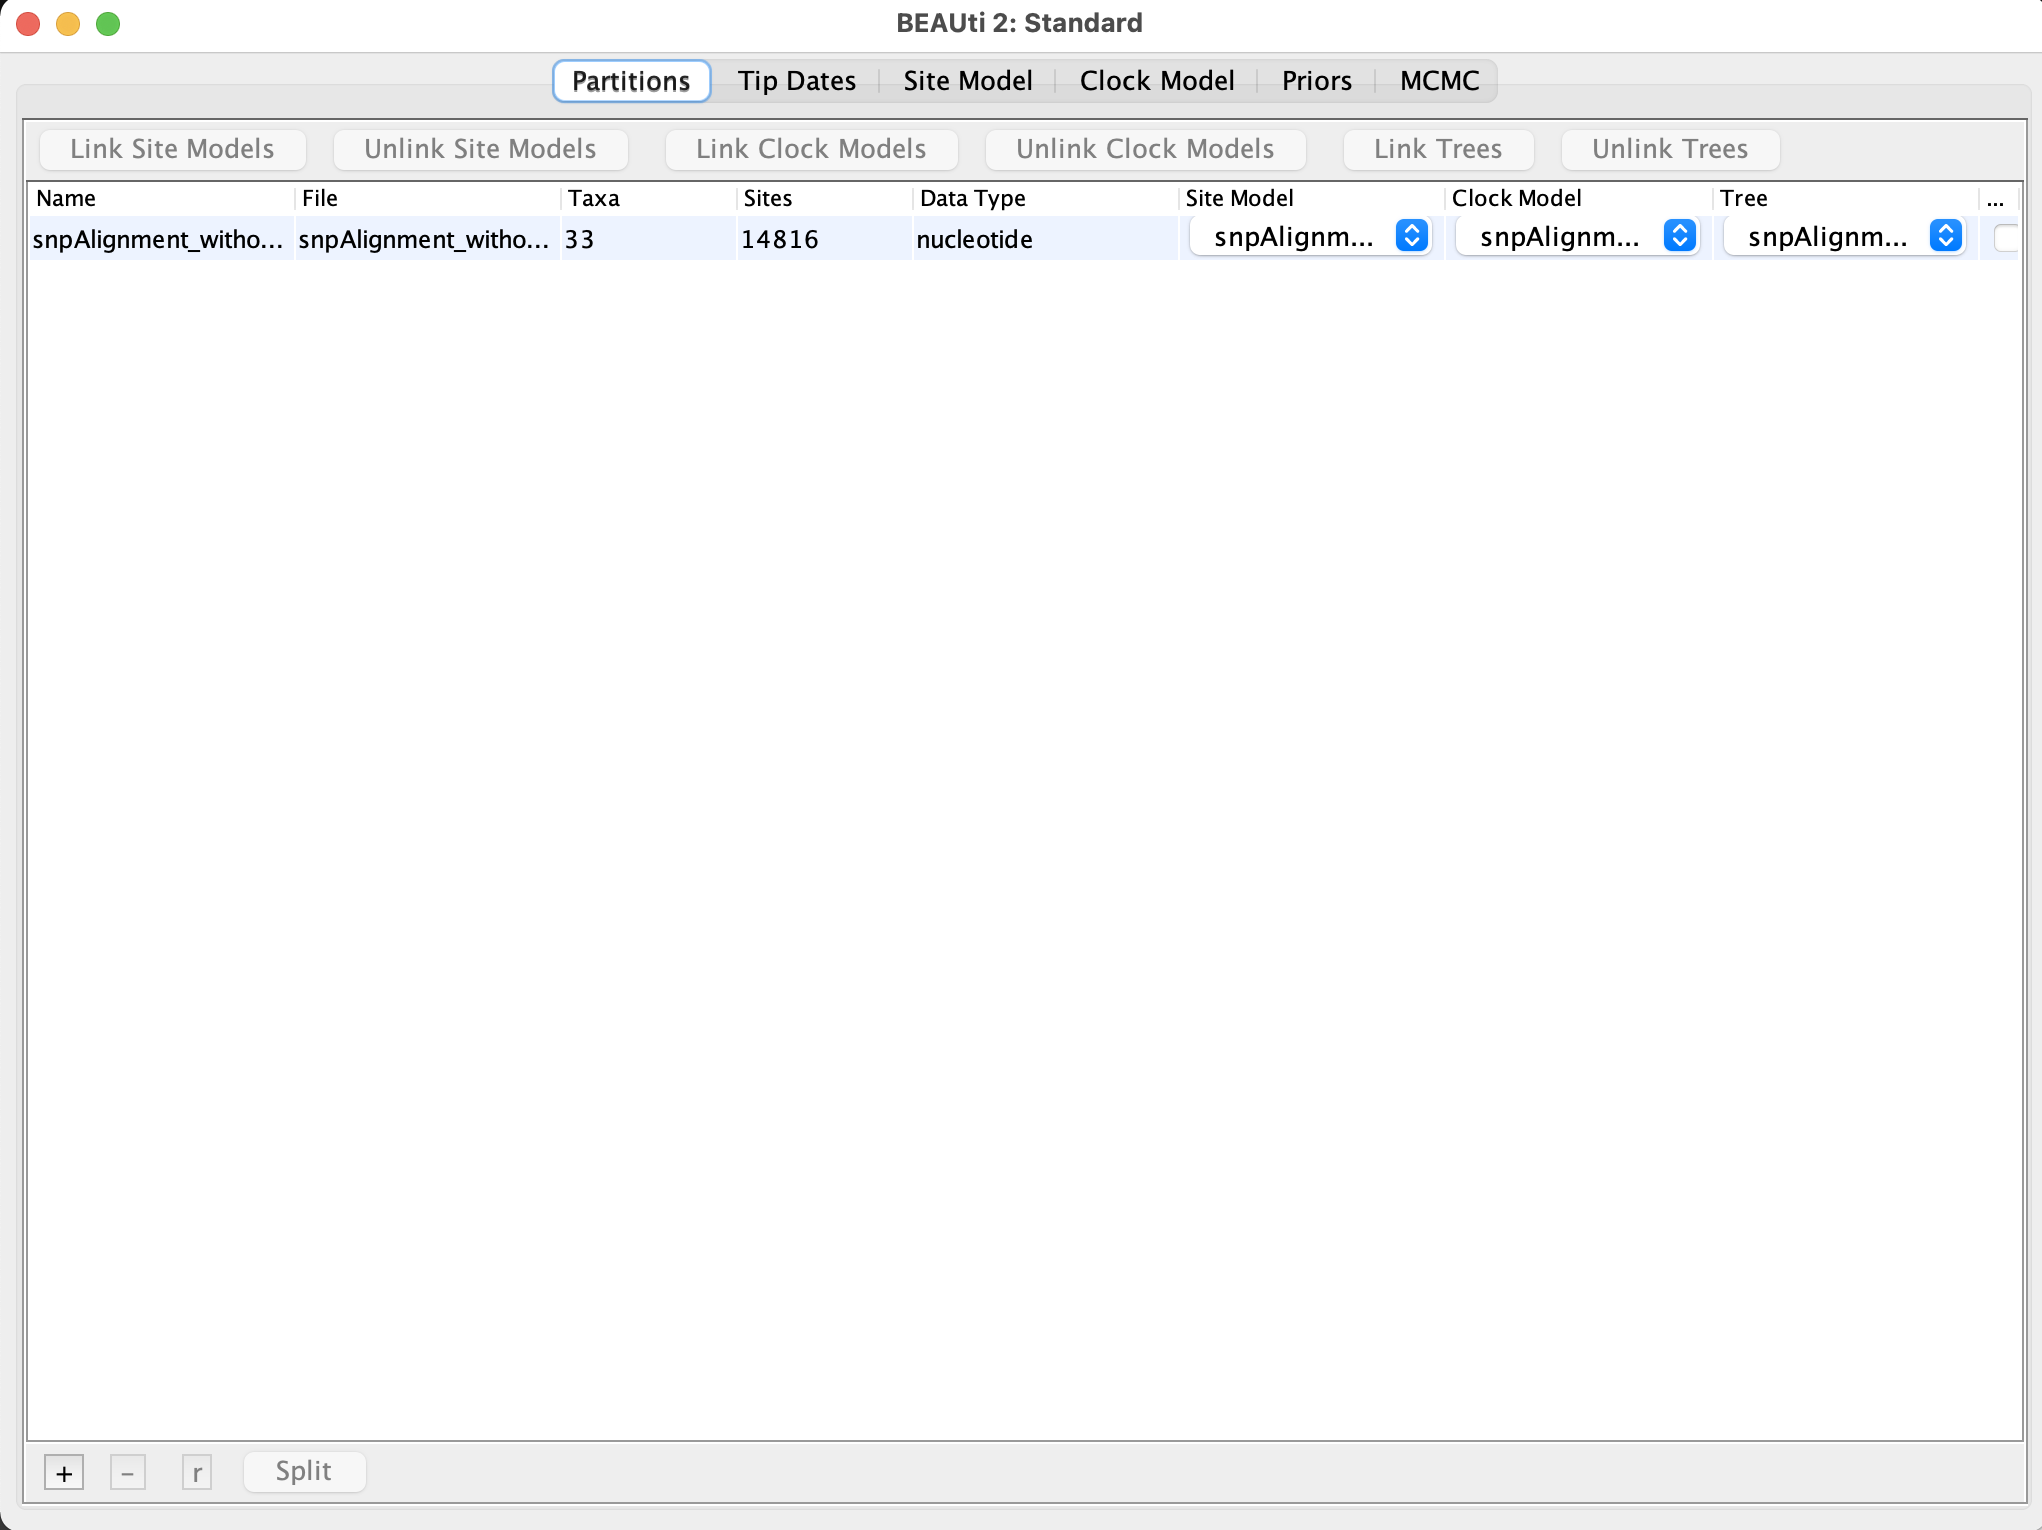 BEAUti 2: Standard
Partitions Tip Dates Site Model Clock Model Priors MCMC
Link Site Models Unlink Site Models Link Clock Models Unlink Clock Models Link Trees Unlink Trees
Name File Taxa Sites Data Type Site Model Clock Model Tree ...
snpAlignment_witho... snpAlignment_witho... 33 14816 nucleotide snpAlignm... snpAlignm... snpAlignm...
+ - r Split